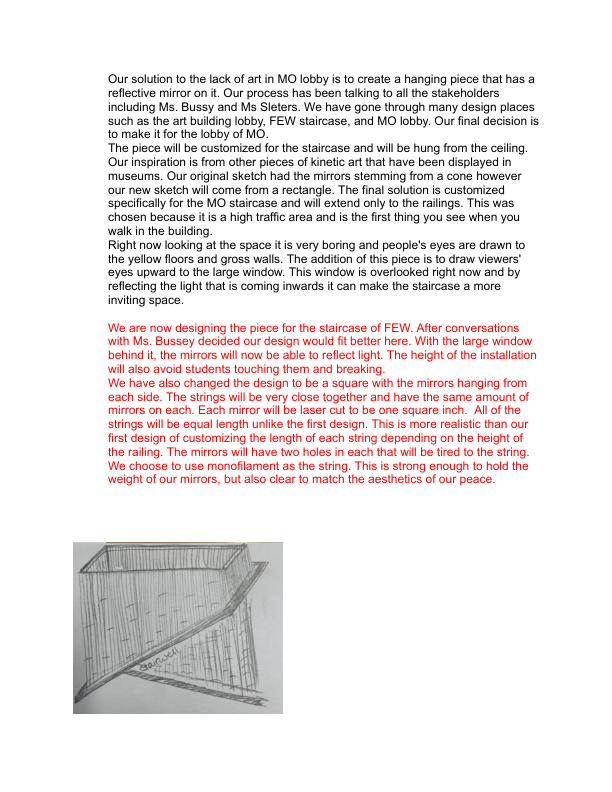 Our solution to the lack of art in MO lobby is to create a hanging piece that has a
reflective mirror on it. Our process has been talking to all the stakeholders
including Ms. Bussy and Ms Sleters. We have gone through many design places
such as the art building lobby, FEW staircase, and MO lobby. Our final decision is
to make it for the lobby of MO.
The piece will be customized for the staircase and will be hung from the ceiling.
Our inspiration is from other pieces of kinetic art that have been displayed in
museums. Our original sketch had the mirrors stemming from a cone however
our new sketch will come from a rectangle. The final solution is customized
specifically for the MO staircase and will extend only to the railings. This was
chosen because it is a high traffic area and is the first thing you see when you
walk in the building.
Right now looking at the space it is very boring and people's eyes are drawn to
the yellow floors and gross walls. The addition of this piece is to draw viewers'
eyes upward to the large window. This window is overlooked right now and by
reflecting the light that is coming inwards it can make the staircase a more
inviting space.
We are now designing the piece for the staircase of FEW. After conversations
with Ms. Bussey decided our design would fit better here. With the large window
behind it, the mirrors will now be able to reflect light. The height of the installation
will also avoid students touching them and breaking.
We have also changed the design to be a square with the mirrors hanging from
each side. The strings will be very close together and have the same amount of
mirrors on each. Each mirror will be laser cut to be one square inch.  All of the
strings will be equal length unlike the first design. This is more realistic than our
first design of customizing the length of each string depending on the height of
the railing. The mirrors will have two holes in each that will be tired to the string.
We choose to use monofilament as the string. This is strong enough to hold the
weight of our mirrors, but also clear to match the aesthetics of our peace.
Stairwell